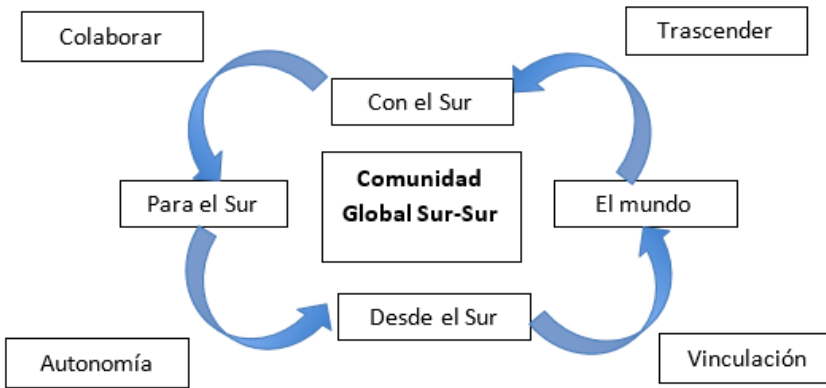 Colaborar
Trascender
Con el Sur
Para el Sur
Comunidad
Global Sur-Sur
El mundo
Desde el Sur
Autonomía
Vinculación